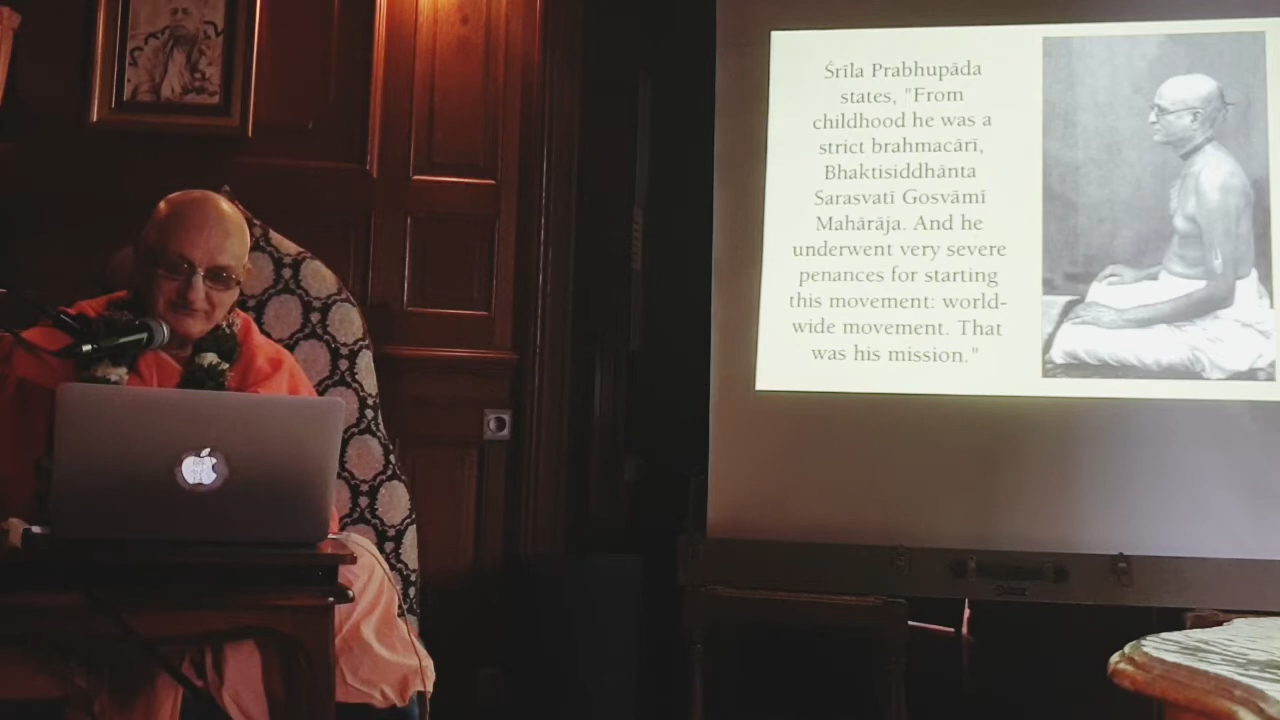 Śrīla Prabhupāda
states, "From
childhood he was a
strict brahmacārī,
Bhaktisiddhānta
Sarasvatī Gosvāmī
Mahārāja. And he
underwent very severe
penances for starting
this movement: world-
wide movement. That
was his mission."